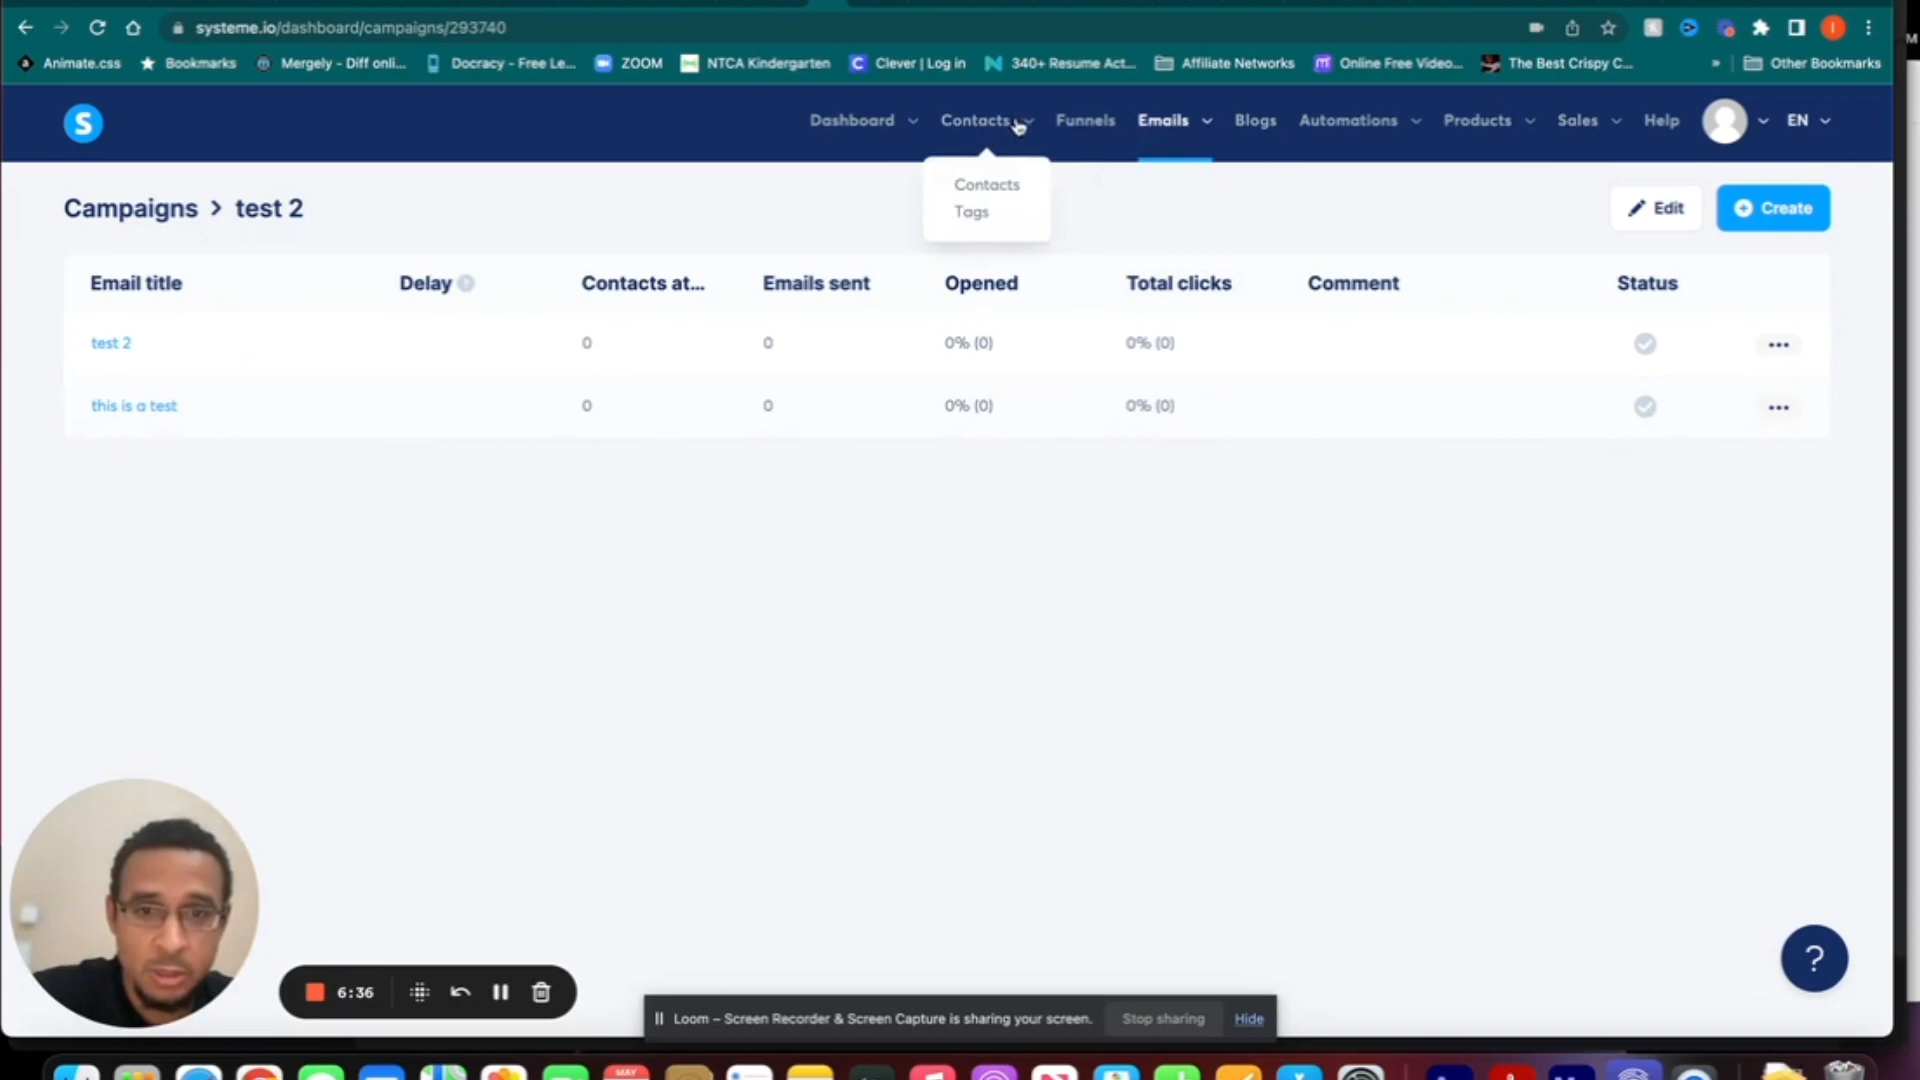 systeme.io/dashboard/campaigns/293740
Animate.css Bookmarks Mergely - Diff onli... Docracy - Free Le... ZOOM NTCA Kindergarten Clever | Log in 340+ Resume Act... Affiliate Networks Online Free Video... The Best Crispy C... » Other Bookmarks
S Dashboard Contacts Funnels Emails Blogs Automations Products Sales Help EN
Contacts
Tags
Campaigns > test 2
Edit
Create
Email title Delay Contacts at... Emails sent Opened Total clicks Comment Status
test 2 0 0 0% (0) 0% (0)
this is a test 0 0 0% (0) 0% (0)
?
6:36
Loom – Screen Recorder & Screen Capture is sharing your screen. Stop sharing Hide
MAY